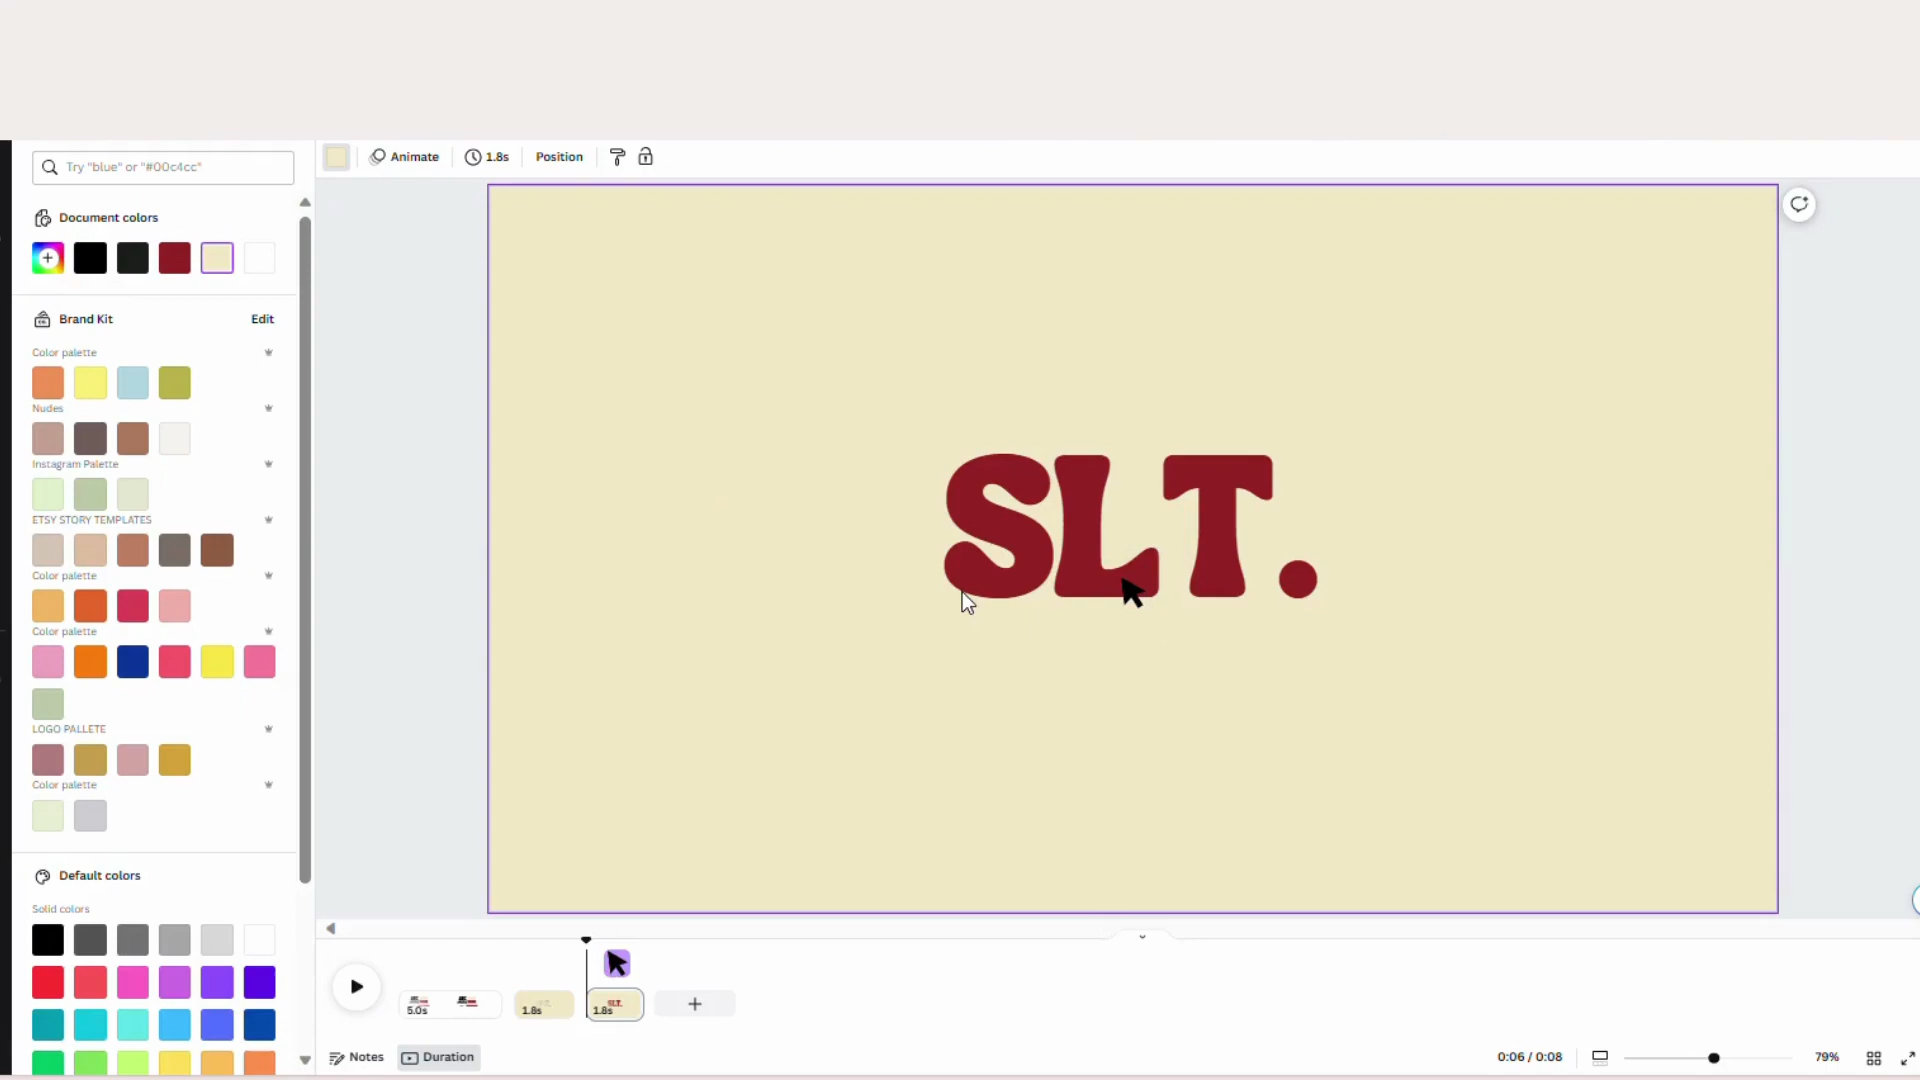 Try "blue" or "#00c4cc"
Animate
1.8s
Position
Document colors
Brand Kit
Edit
Color palette
Nudes
Instagram Palette
ETSY STORY TEMPLATES
Color palette
Color palette
LOGO PALLETE
Color palette
Default colors
Solid colors
SLT.
5.0s
1.8s
SLT.
1.8s
Notes
Duration
0:06 / 0:08
79%